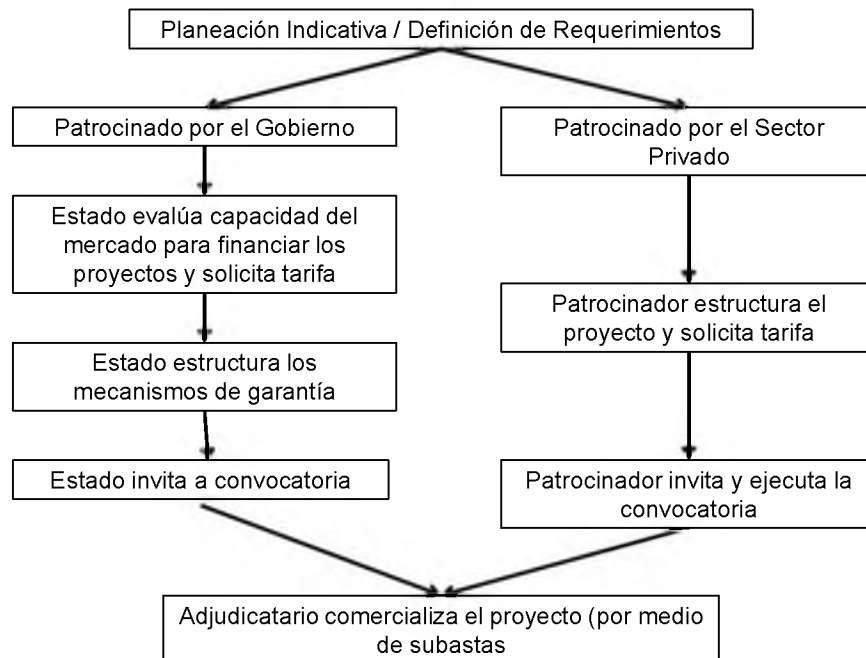 Planeación Indicativa / Definición de Requerimientos
Patrocinado por el Gobierno
Patrocinado por el Sector
Privado
Estado evalúa capacidad del
mercado para financiar los
proyectos y solicita tarifa
Patrocinador estructura el
proyecto y solicita tarifa
Estado estructura los
mecanismos de garantía
Estado invita a convocatoria
Patrocinador invita y ejecuta la
convocatoria
Adjudicatario comercializa el proyecto (por medio
de subastas